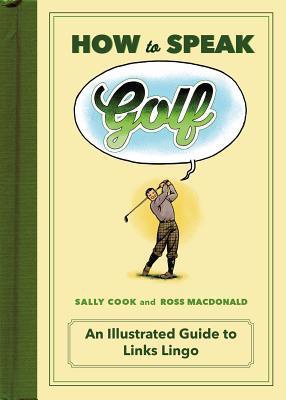 HOW to SPEAK
Golf
SALLY COOK and ROSS MACDONALD
An Illustrated Guide to
Links Lingo